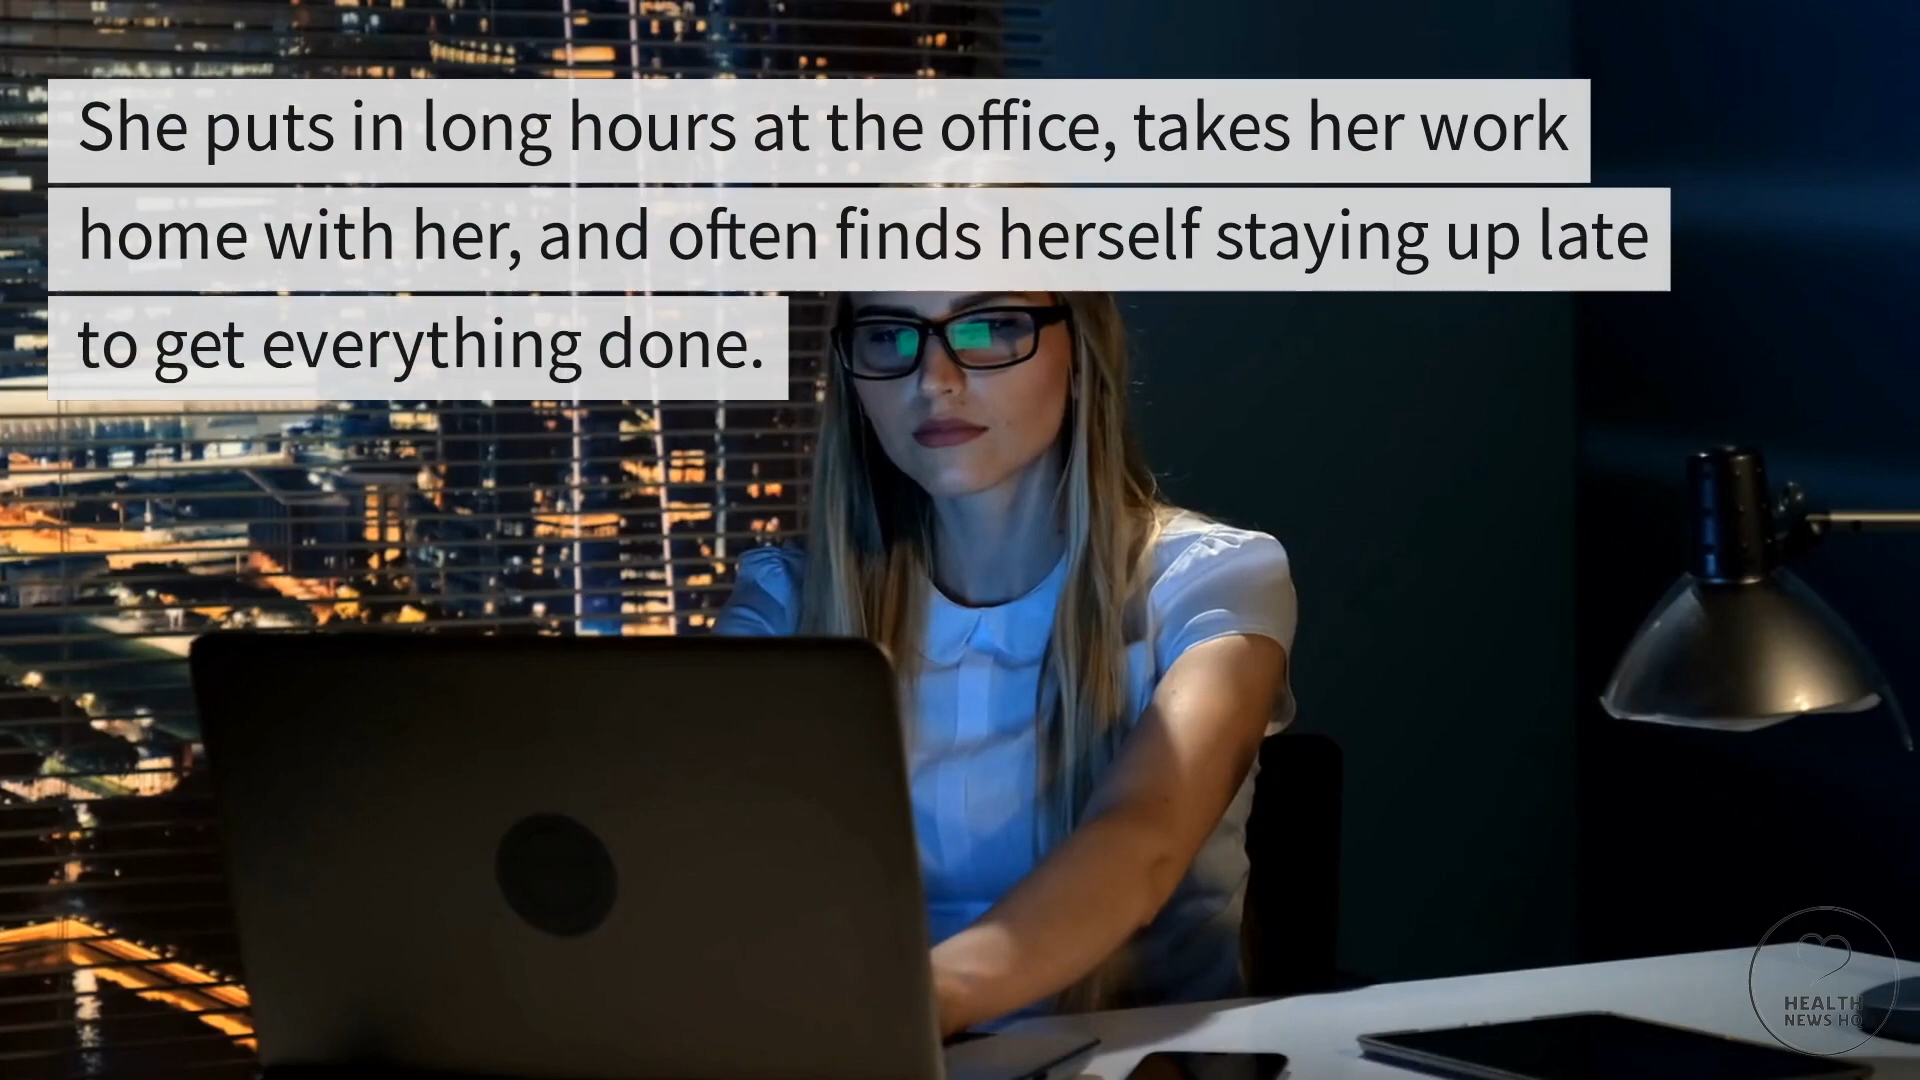 She puts in long hours at the office, takes her work
home with her, and often finds herself staying up late
to get everything done.
HEALTH
NEWS HQ